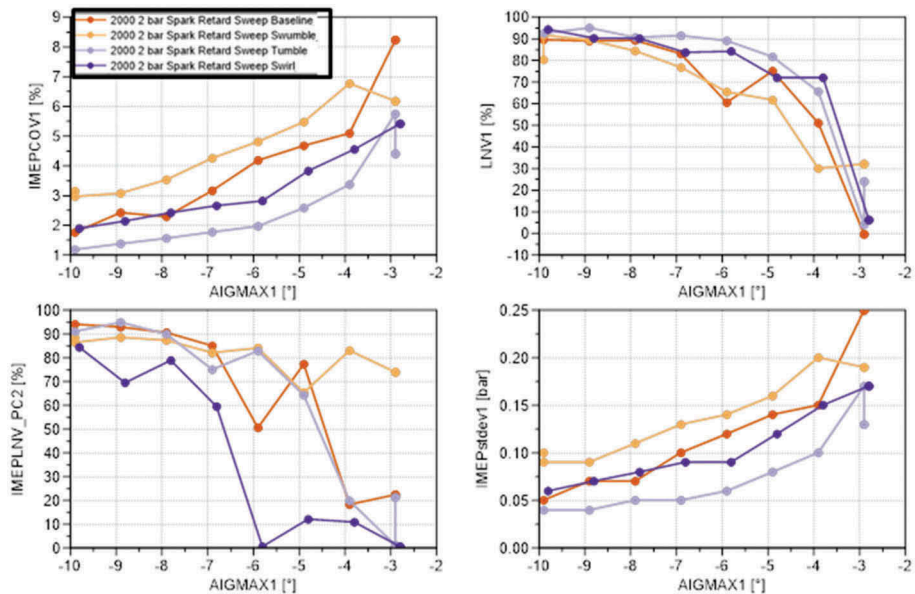 2000 2 bar Spark Retard Sweep Baseline
2000 2 bar Spark Retard Sweep Swumble
2000 2 bar Spark Retard Sweep Tumble
2000 2 bar Spark Retard Sweep Swirl
IMEPCOV1 [%]
9
8
7
6
5
4
3
2
1
-10 -9 -8 -7 -6 -5 -4 -3 -2
AIGMAX1 [°]
LNV1 [%]
100
90
80
70
60
50
40
30
20
10
0
-10
-10 -9 -8 -7 -6 -5 -4 -3 -2
AIGMAX1 [°]
IMEPLNV_PC2 [%]
100
90
80
70
60
50
40
30
20
10
0
-10 -9 -8 -7 -6 -5 -4 -3 -2
AIGMAX1 [°]
IMEPstdev1 [bar]
0.25
0.20
0.15
0.10
0.05
0.00
-10 -9 -8 -7 -6 -5 -4 -3 -2
AIGMAX1 [°]